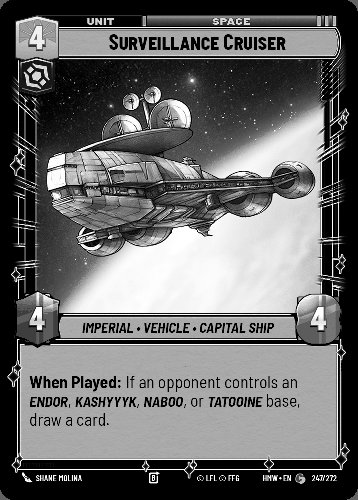 UNIT
SPACE
4
SURVEILLANCE CRUISER
4
IMPERIAL • VEHICLE • CAPITAL SHIP
4
When Played: If an opponent controls an
ENDOR, KASHYYYK, NABOO, or TATOOINE base,
draw a card.
SHANE MOLINA
© LFL © FFG
HMW • EN
C
247/272